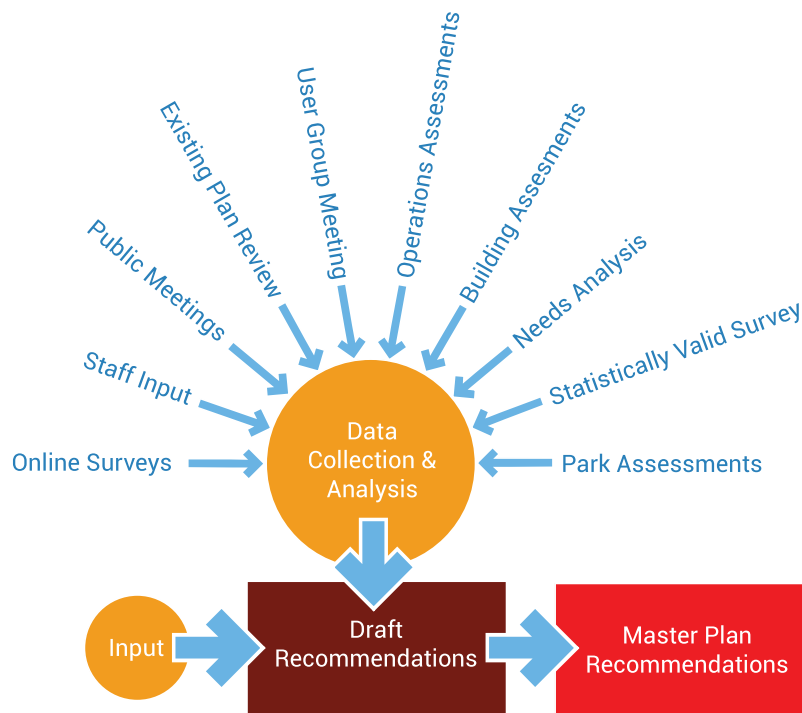 Online Surveys
Staff Input
Public Meetings
Existing Plan Review
User Group Meeting
Operations Assessments
Building Assesments
Needs Analysis
Statistically Valid Survey
Park Assessments
Data
Collection &
Analysis
Input
Draft
Recommendations
Master Plan
Recommendations